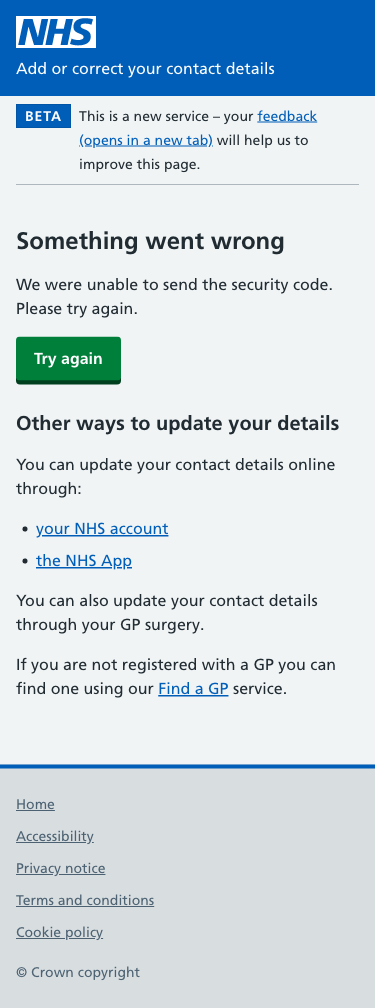 NHS
Add or correct your contact details
BETA
This is a new service – your feedback
(opens in a new tab) will help us to
improve this page.
Something went wrong
We were unable to send the security code.
Please try again.
Try again
Other ways to update your details
You can update your contact details online
through:
• your NHS account
• the NHS App
You can also update your contact details
through your GP surgery.
If you are not registered with a GP you can
find one using our Find a GP service.
Home
Accessibility
Privacy notice
Terms and conditions
Cookie policy
© Crown copyright